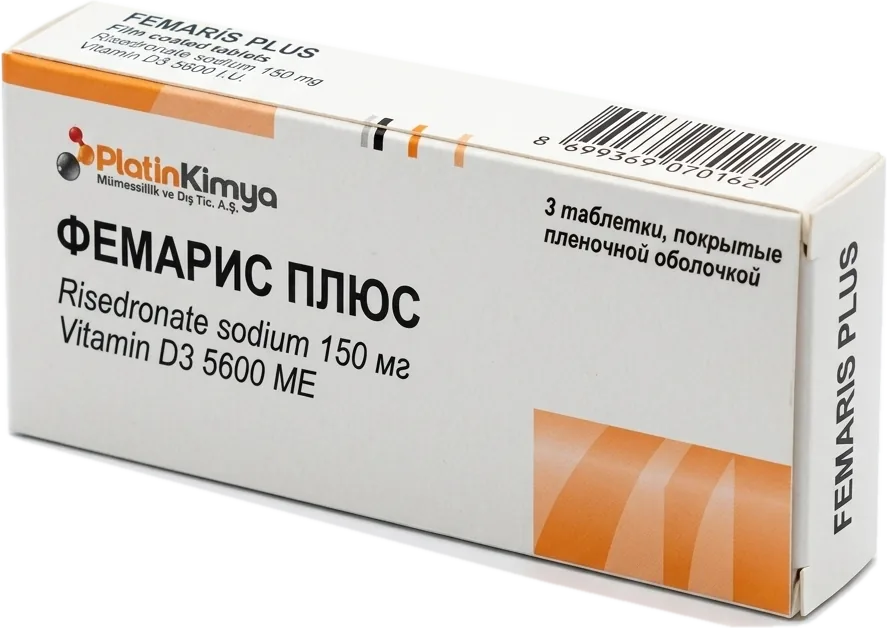 FEMARİS PLUS
Film coated tablets
Risedronate sodium 150 mg
Vitamin D3 5600 I.U.
8 699369 070162
PlatinKimya
Mümessillik ve Dış Tic. A.Ş.
ФЕМАРИС ПЛЮС
Risedronate sodium 150 мг
Vitamin D3 5600 МЕ
3 таблетки, покрытые
пленочной оболочкой
FEMARIS PLUS